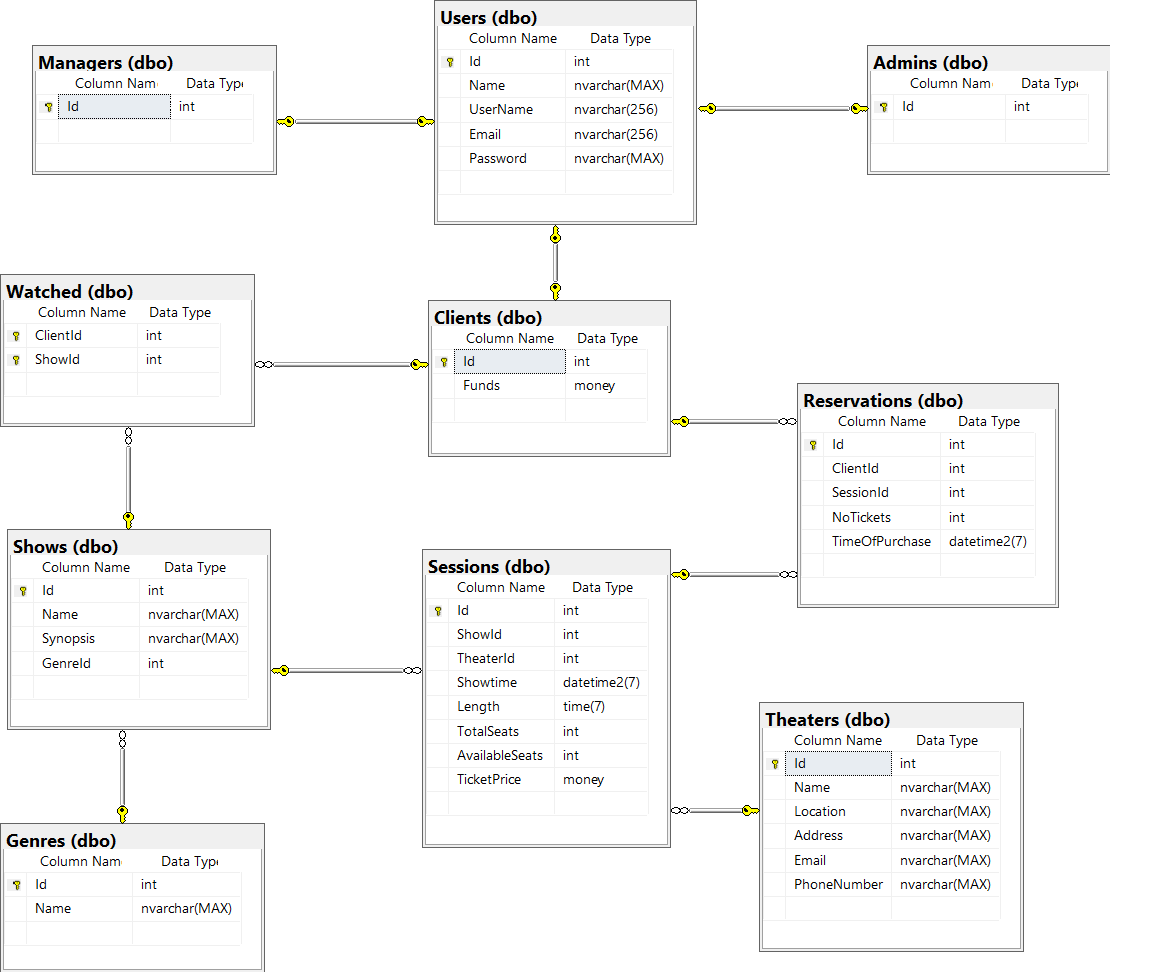 Users (dbo)
Column Name Data Type
Id int
Name nvarchar(MAX)
UserName nvarchar(256)
Email nvarchar(256)
Password nvarchar(MAX)
Managers (dbo)
Column Nam Data Type
Id int
Admins (dbo)
Column Nam Data Type
Id int
Watched (dbo)
Column Name Data Type
ClientId int
ShowId int
Clients (dbo)
Column Name Data Type
Id int
Funds money
Reservations (dbo)
Column Name Data Type
Id int
ClientId int
SessionId int
NoTickets int
TimeOfPurchase datetime2(7)
Shows (dbo)
Column Name Data Type
Id int
Name nvarchar(MAX)
Synopsis nvarchar(MAX)
GenreId int
Sessions (dbo)
Column Name Data Type
Id int
ShowId int
TheaterId int
Showtime datetime2(7)
Length time(7)
TotalSeats int
AvailableSeats int
TicketPrice money
Theaters (dbo)
Column Name Data Type
Id int
Name nvarchar(MAX)
Location nvarchar(MAX)
Address nvarchar(MAX)
Email nvarchar(MAX)
PhoneNumber nvarchar(MAX)
Genres (dbo)
Column Nam Data Type
Id int
Name nvarchar(MAX)